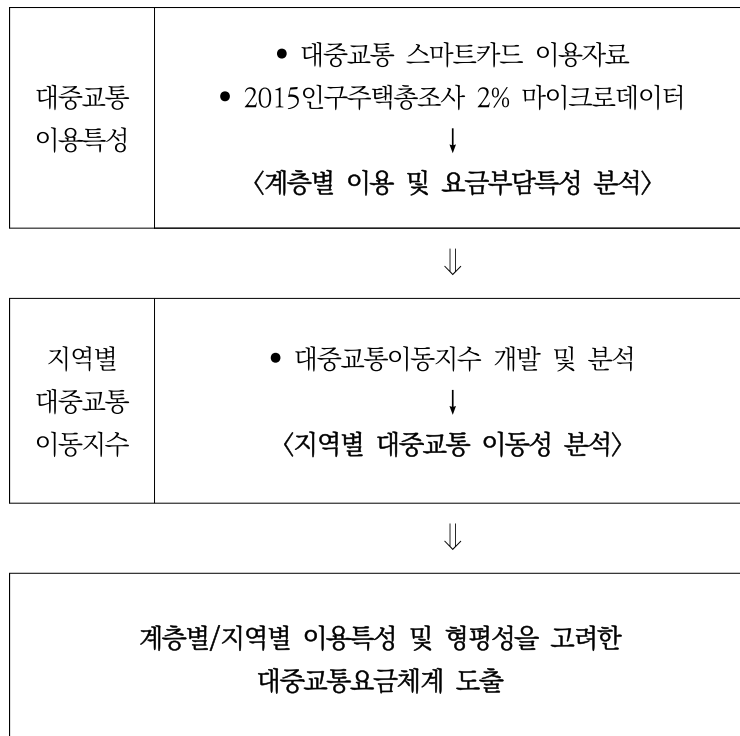 대중교통
이용특성
• 대중교통 스마트카드 이용자료
• 2015인구주택총조사 2% 마이크로데이터
↓
〈계층별 이용 및 요금부담특성 분석〉
⇓
지역별
대중교통
이동지수
• 대중교통이동지수 개발 및 분석
↓
〈지역별 대중교통 이동성 분석〉
⇓
계층별/지역별 이용특성 및 형평성을 고려한
대중교통요금체계 도출